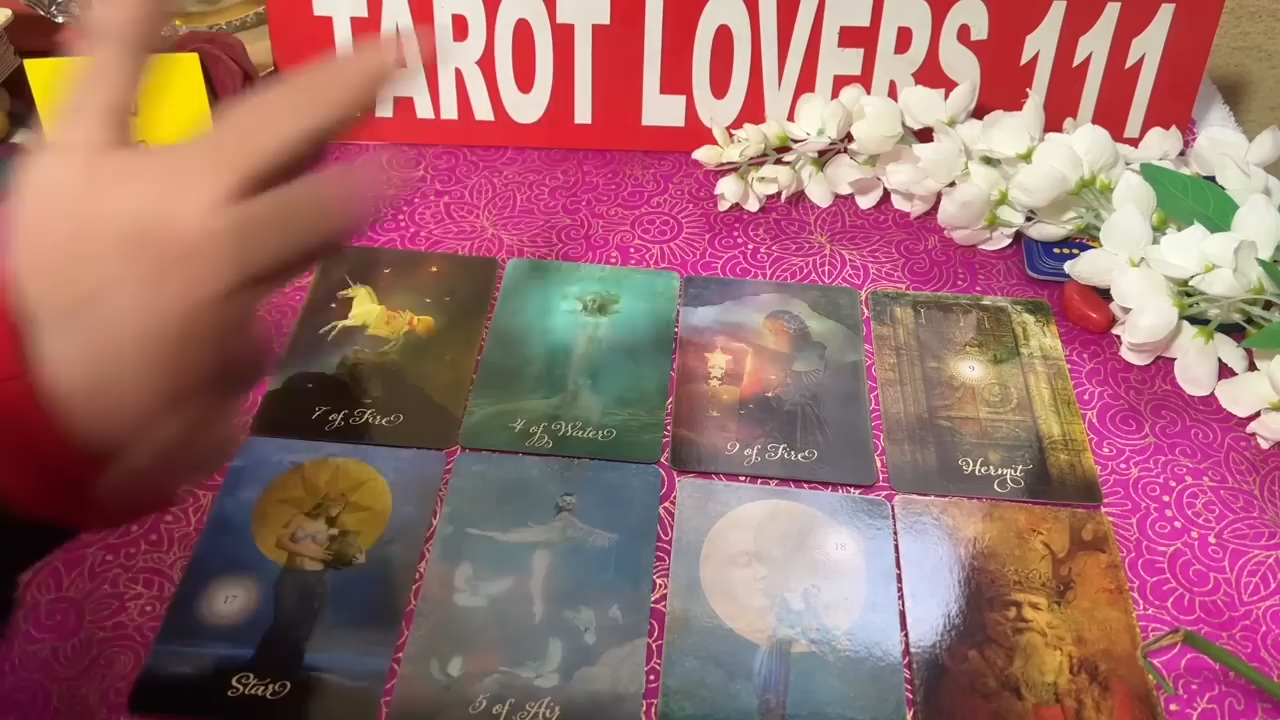 TAROT LOVERS 111
7 of Fire
4 of Water
9 of Fire
9
Hermit
17
Star
5 of Air
18